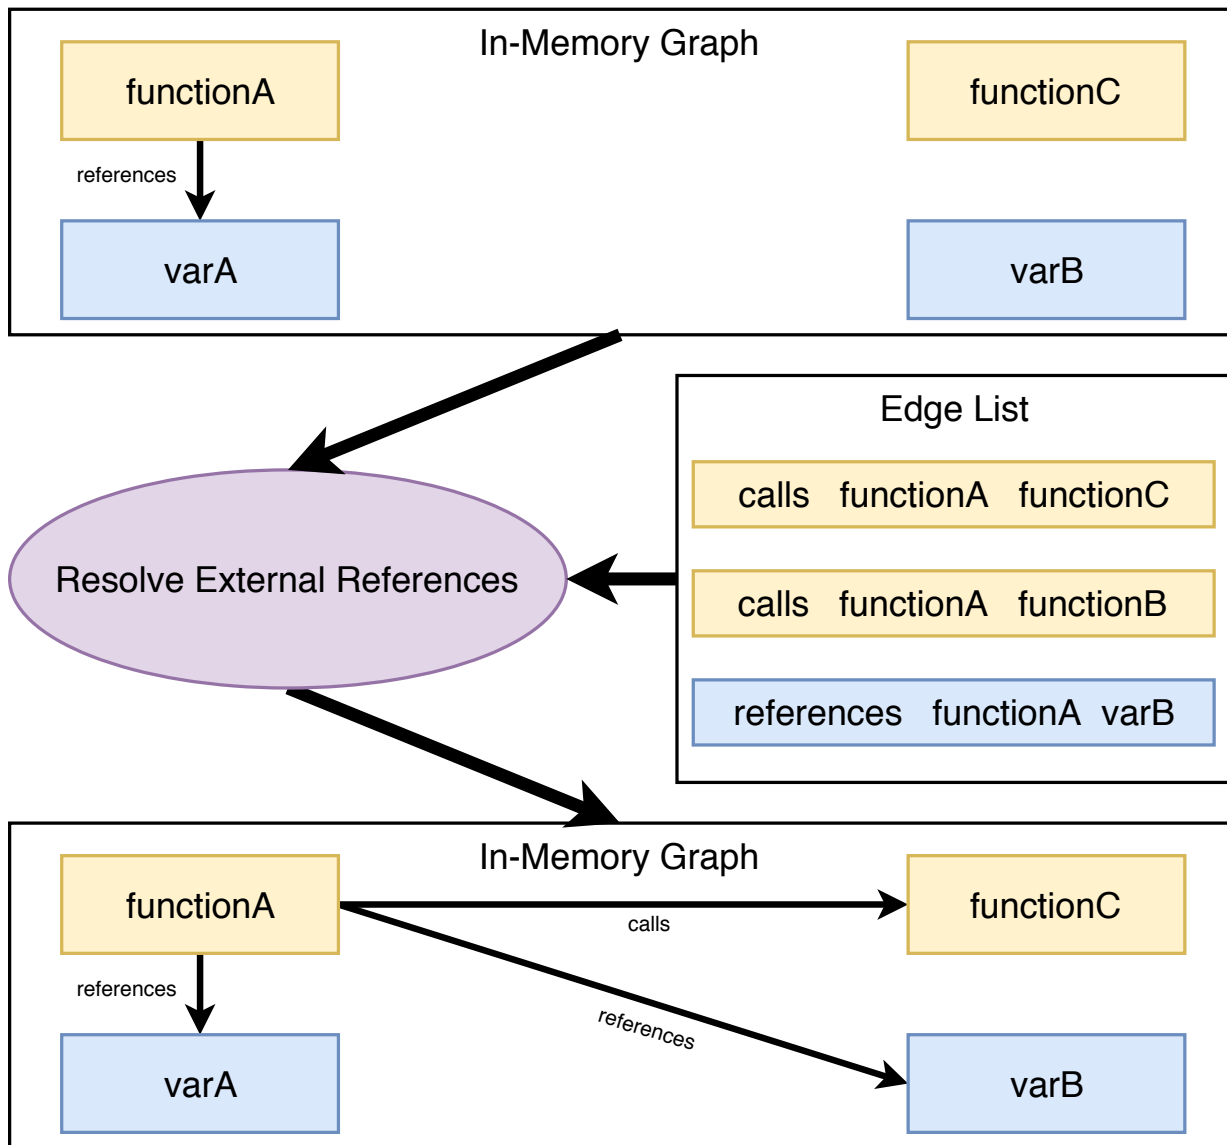 In-Memory Graph
functionA
functionC
references
varA
varB
Edge List
calls functionA functionC
Resolve External References
calls functionA functionB
references functionA varB
In-Memory Graph
functionA
functionC
calls
references
references
varA
varB